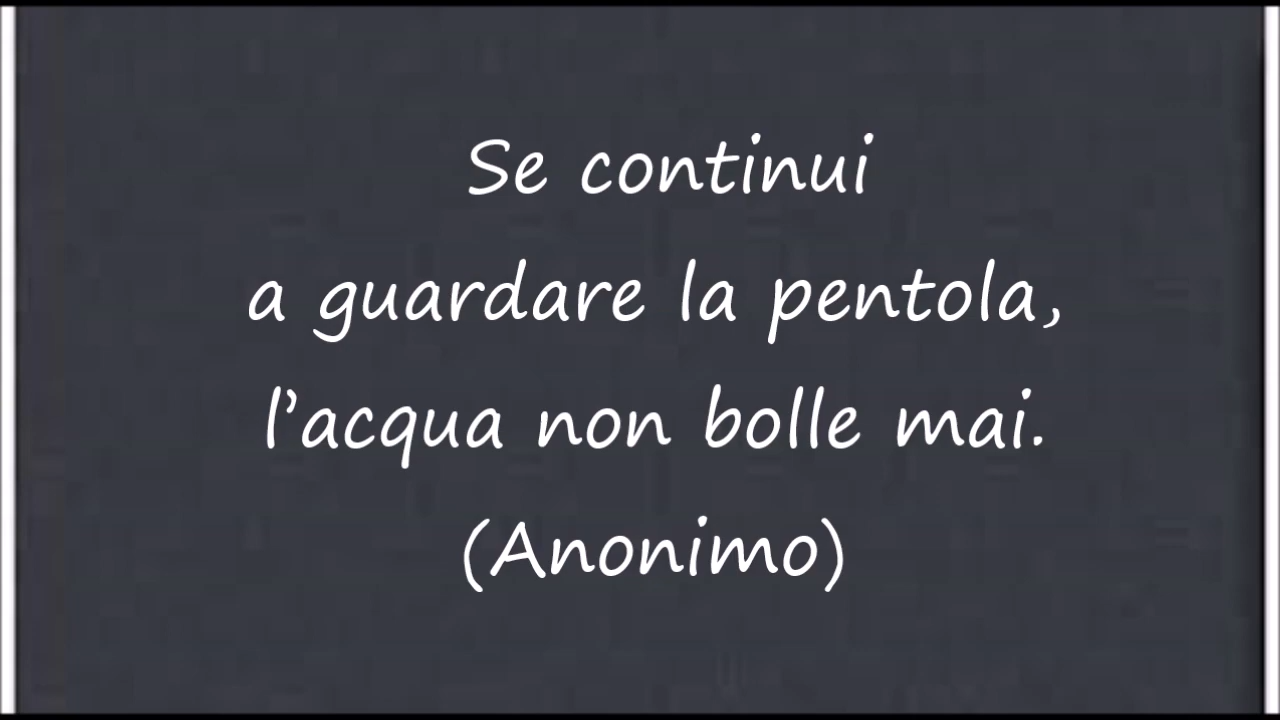 Se continui
a guardare la pentola,
l’acqua non bolle mai.
(Anonimo)